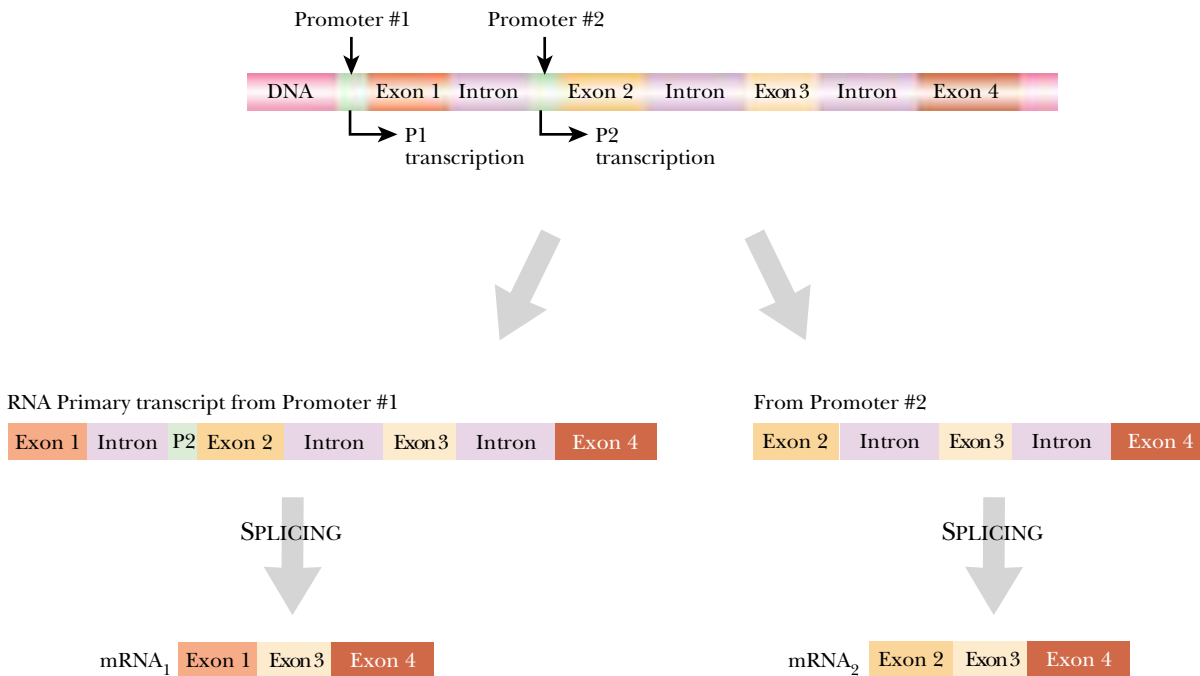 Promoter #1 Promoter #2
DNA Exon 1 Intron Exon 2 Intron Exon 3 Intron Exon 4
P1 transcription
P2 transcription
RNA Primary transcript from Promoter #1
Exon 1 Intron P2 Exon 2 Intron Exon 3 Intron Exon 4
From Promoter #2
Exon 2 Intron Exon 3 Intron Exon 4
SPLICING SPLICING
mRNA1 Exon 1 Exon 3 Exon 4
mRNA2 Exon 2 Exon 3 Exon 4